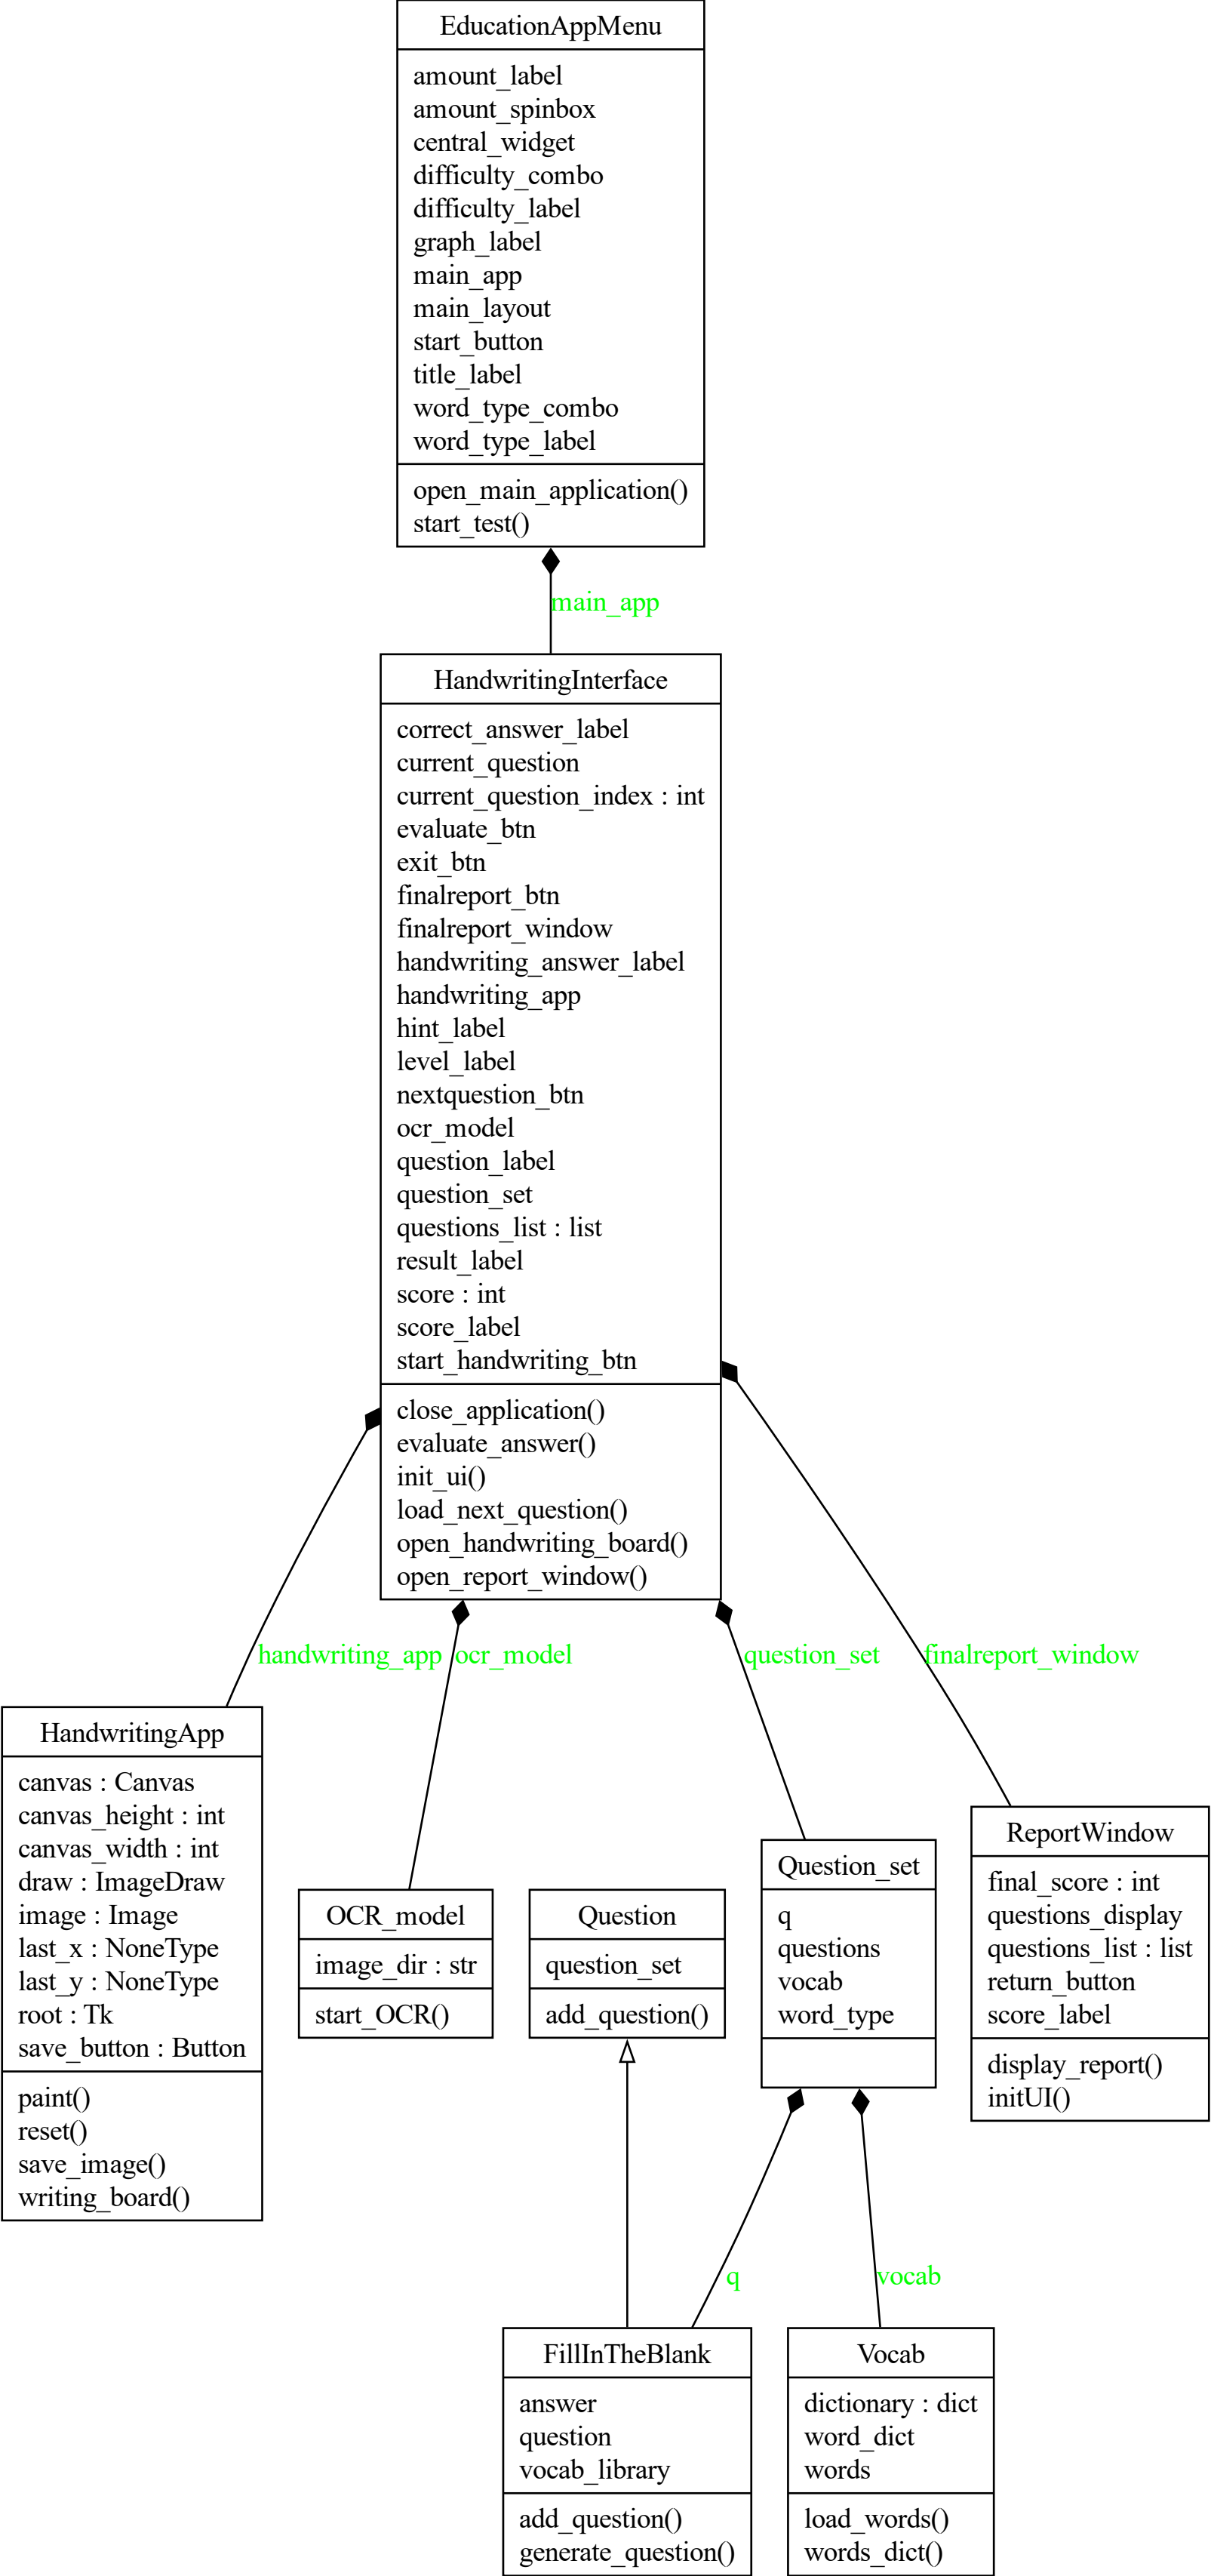 EducationAppMenu
amount_label
amount_spinbox
central_widget
difficulty_combo
difficulty_label
graph_label
main_app
main_layout
start_button
title_label
word_type_combo
word_type_label
open_main_application()
start_test()
main_app
HandwritingInterface
correct_answer_label
current_question
current_question_index : int
evaluate_btn
exit_btn
finalreport_btn
finalreport_window
handwriting_answer_label
handwriting_app
hint_label
level_label
nextquestion_btn
ocr_model
question_label
question_set
questions_list : list
result_label
score : int
score_label
start_handwriting_btn
close_application()
evaluate_answer()
init_ui()
load_next_question()
open_handwriting_board()
open_report_window()
handwriting_app
ocr_model
question_set
finalreport_window
HandwritingApp
canvas : Canvas
canvas_height : int
canvas_width : int
draw : ImageDraw
image : Image
last_x : NoneType
last_y : NoneType
root : Tk
save_button : Button
paint()
reset()
save_image()
writing_board()
OCR_model
image_dir : str
start_OCR()
Question
question_set
add_question()
Question_set
q
questions
vocab
word_type
ReportWindow
final_score : int
questions_display
questions_list : list
return_button
score_label
display_report()
initUI()
q
vocab
FillInTheBlank
answer
question
vocab_library
add_question()
generate_question()
Vocab
dictionary : dict
word_dict
words
load_words()
words_dict()